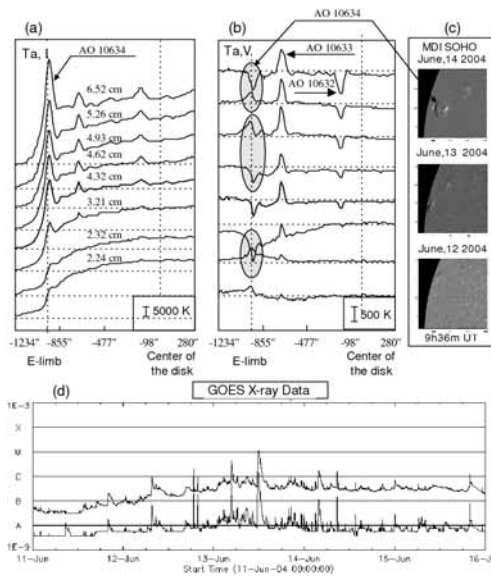 (a)
Ta, I
AO 10634
6.52 cm
5.26 cm
4.93 cm
4.62 cm
4.32 cm
3.21 cm
2.32 cm
2.24 cm
5000 K
-1234" -855" -477" -99" 280"
E-limb
Center of
the disk
(b)
Ta,V,
AO 10634
AO 10633
AO 10632
500 K
-1234" -855" -477" -99" 280"
E-limb
Center of
the disk
(c)
MDI SOHO
June,14 2004
June,13 2004
June,12 2004
9h36m UT
(d)
GOES X-ray Data
1E-3
X
M
C
B
A
1E-9
11-Jun 12-Jun 13-Jun 14-Jun 15-Jun 16-J
Start Time (11-Jun-04 00:00:00)